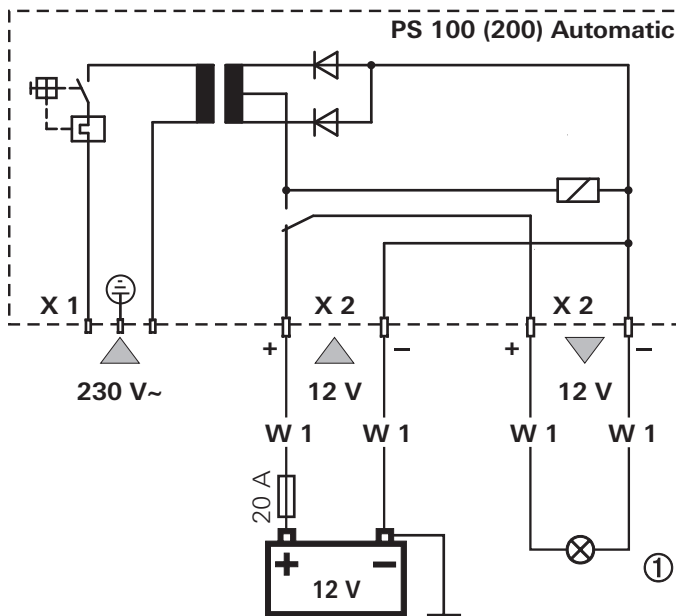 PS 100 (200) Automatic
X 1
X 2
X 2
+
–
+
–
230 V~
12 V
12 V
W 1
W 1
W 1
W 1
20 A
+
–
12 V
①